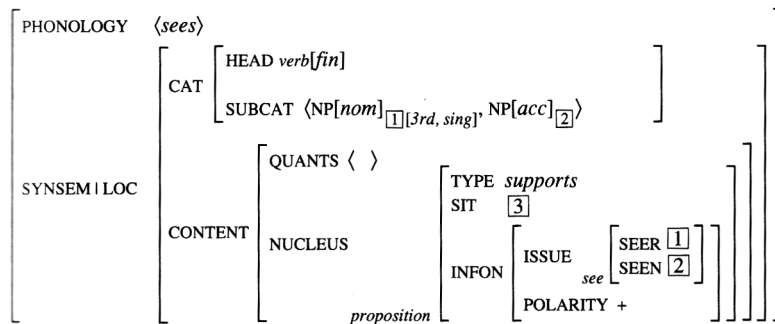 PHONOLOGY ⟨sees⟩
HEAD verb[fin]
CAT
SUBCAT ⟨NP[nom] 1 [3rd, sing], NP[acc] 2 ⟩
QUANTS ⟨ ⟩
TYPE supports
SYNSEM | LOC
SIT 3
CONTENT
NUCLEUS
ISSUE see
SEER 1
SEEN 2
INFON
POLARITY +
proposition